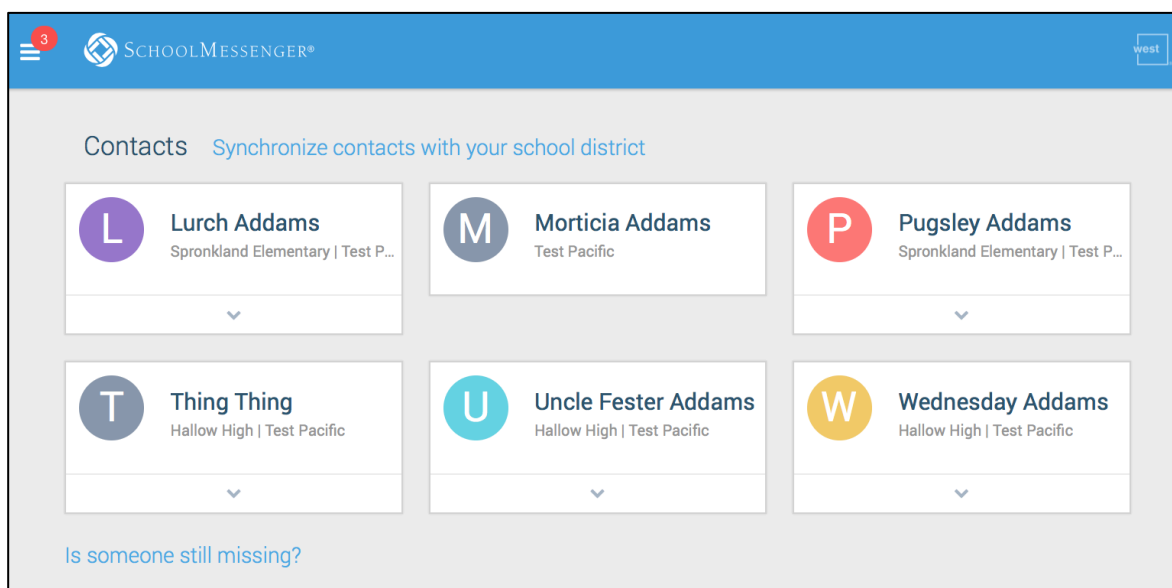 3
SCHOOLMESSENGER®
west
Contacts Synchronize contacts with your school district
L
Lurch Addams
Spronkland Elementary | Test P...
M
Morticia Addams
Test Pacific
P
Pugsley Addams
Spronkland Elementary | Test P...
T
Thing Thing
Hallow High | Test Pacific
U
Uncle Fester Addams
Hallow High | Test Pacific
W
Wednesday Addams
Hallow High | Test Pacific
Is someone still missing?